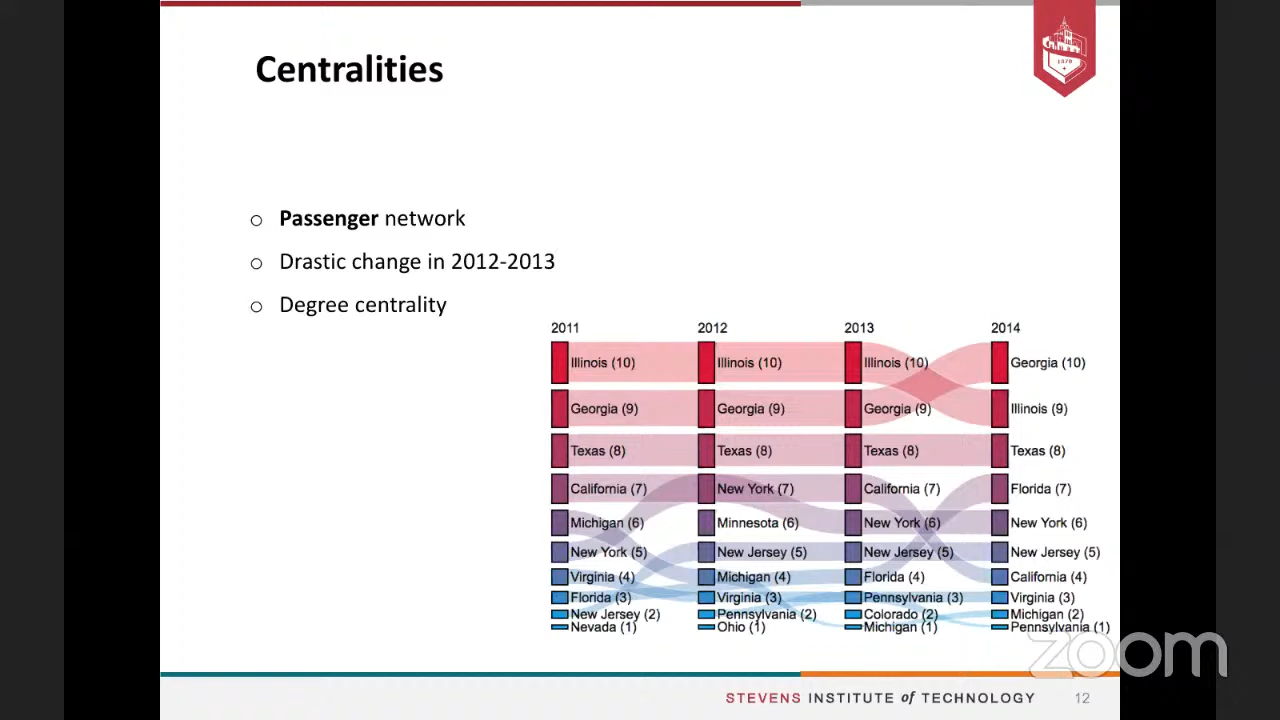 Centralities
1870
Passenger network
Drastic change in 2012-2013
Degree centrality
2011 2012 2013 2014
Illinois (10) Illinois (10) Illinois (10) Georgia (10)
Georgia (9) Georgia (9) Georgia (9) Illinois (9)
Texas (8) Texas (8) Texas (8) Texas (8)
California (7) New York (7) California (7) Florida (7)
Michigan (6) Minnesota (6) New York (6) New York (6)
New York (5) New Jersey (5) New Jersey (5) New Jersey (5)
Virginia (4) Michigan (4) Florida (4) California (4)
Florida (3) Virginia (3) Pennsylvania (3) Virginia (3)
New Jersey (2) Pennsylvania (2) Colorado (2) Michigan (2)
Nevada (1) Ohio (1) Michigan (1) Pennsylvania (1)
zoom
STEVENS INSTITUTE of TECHNOLOGY 12